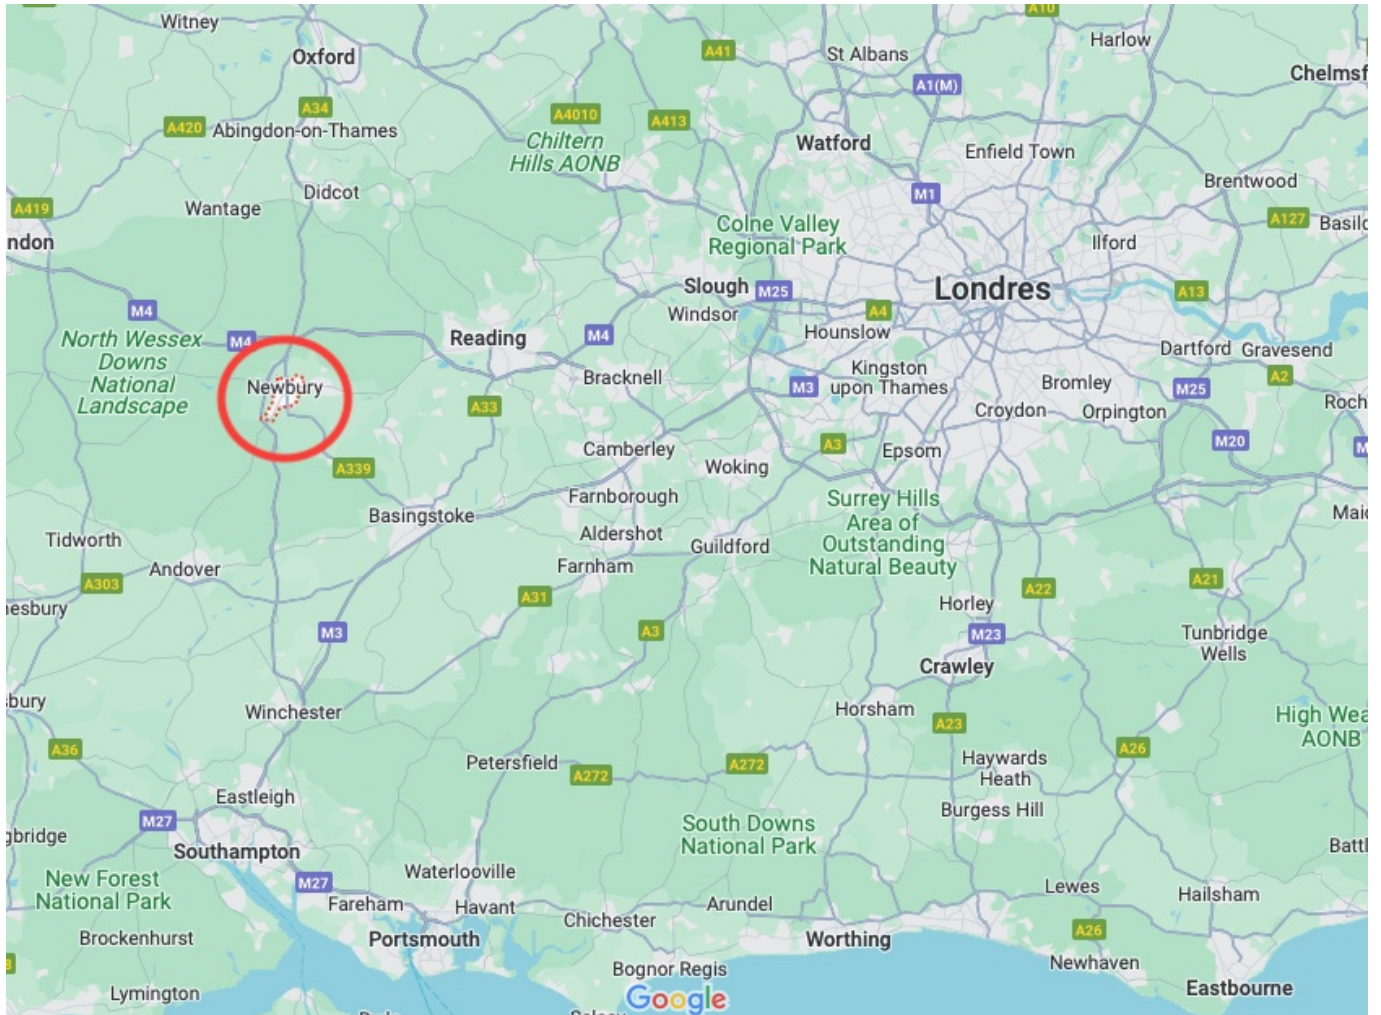 A10
Witney
Harlow
A41
St Albans
Oxford
Chelmsf
A1(M)
A34
A4010
A413
A420
Abingdon-on-Thames
Chiltern
Hills AONB
Watford
Enfield Town
Brentwood
Didcot
M1
Wantage
A419
A127
Basild
Colne Valley
Regional Park
ndon
Ilford
Slough
M25
Londres
A13
M4
Windsor
A4
Hounslow
North Wessex
Downs
National
Landscape
M4
Reading
M4
Dartford
Gravesend
Newbury
Bracknell
M3
Kingston
upon Thames
Bromley
M25
A2
A33
Croydon
Orpington
Roch
A3
Epsom
M20
M
Camberley
Woking
A339
Farnborough
Surrey Hills
Area of
Outstanding
Natural Beauty
Basingstoke
Maid
Tidworth
Aldershot
Guildford
Andover
Farnham
A303
A31
A22
A21
nesbury
Horley
M3
A3
M23
Tunbridge
Wells
Crawley
sbury
Winchester
Horsham
High Wea
AONB
A23
A36
A26
Petersfield
A272
A272
Haywards
Heath
Eastleigh
M27
Burgess Hill
gbridge
South Downs
National Park
Battl
Southampton
New Forest
National Park
Waterlooville
M27
Lewes
Hailsham
Fareham
Havant
Arundel
Chichester
Brockenhurst
Portsmouth
Worthing
A26
Newhaven
Bognor Regis
Eastbourne
Lymington
Google